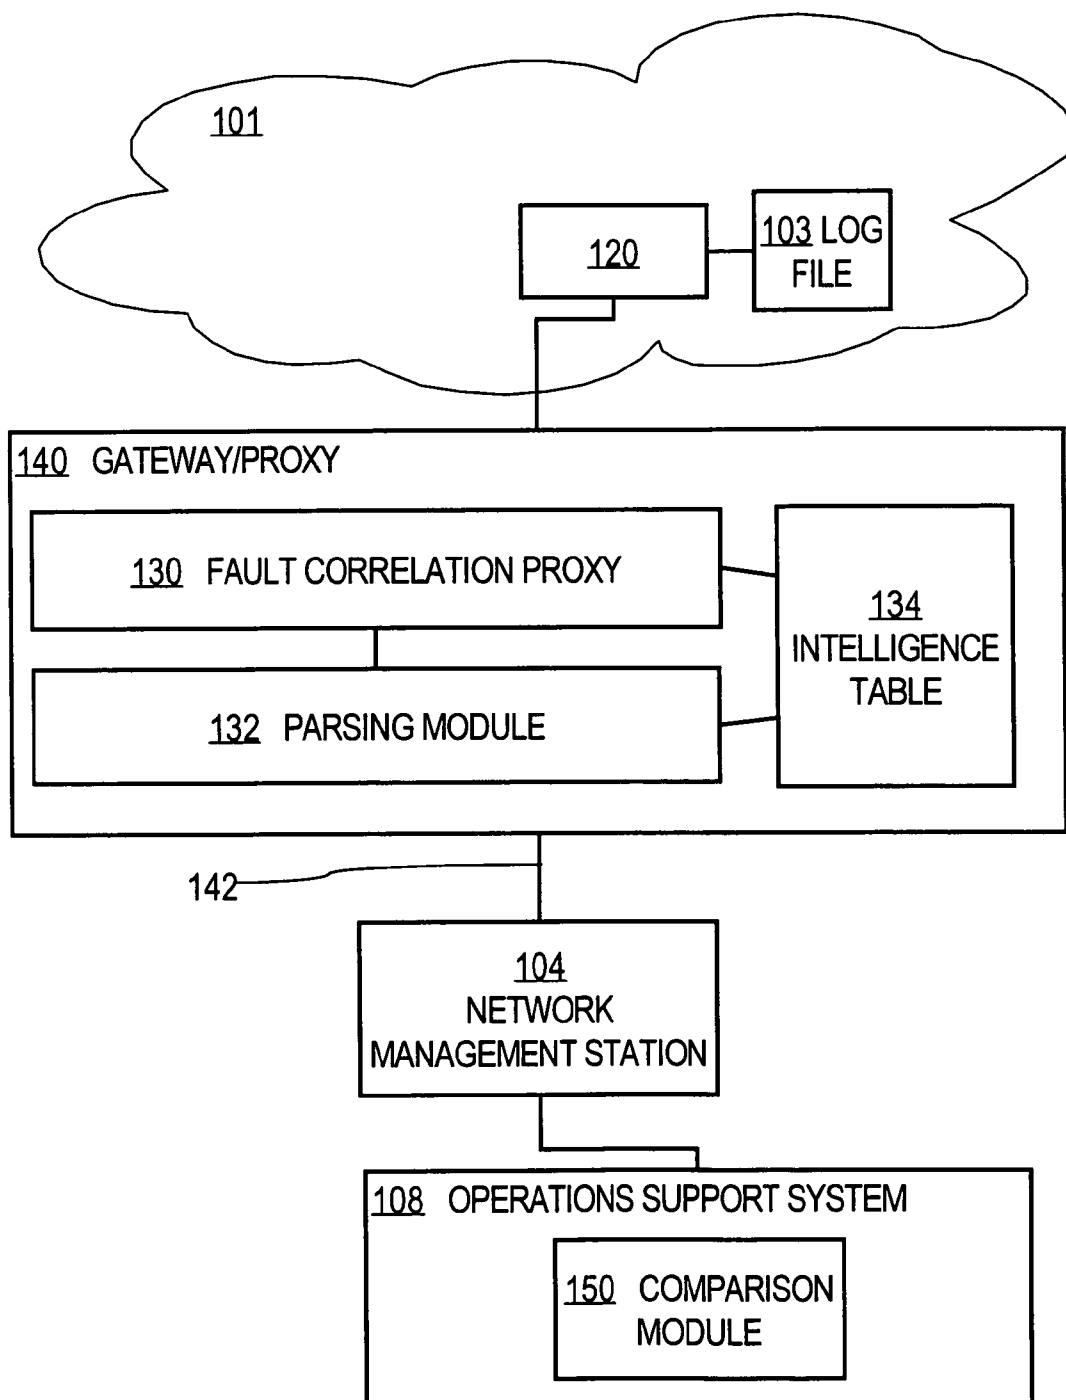 101
120
103 LOG
FILE
140 GATEWAY/PROXY
130 FAULT CORRELATION PROXY
134
INTELLIGENCE
TABLE
132 PARSING MODULE
142
104
NETWORK
MANAGEMENT STATION
108 OPERATIONS SUPPORT SYSTEM
150 COMPARISON
MODULE